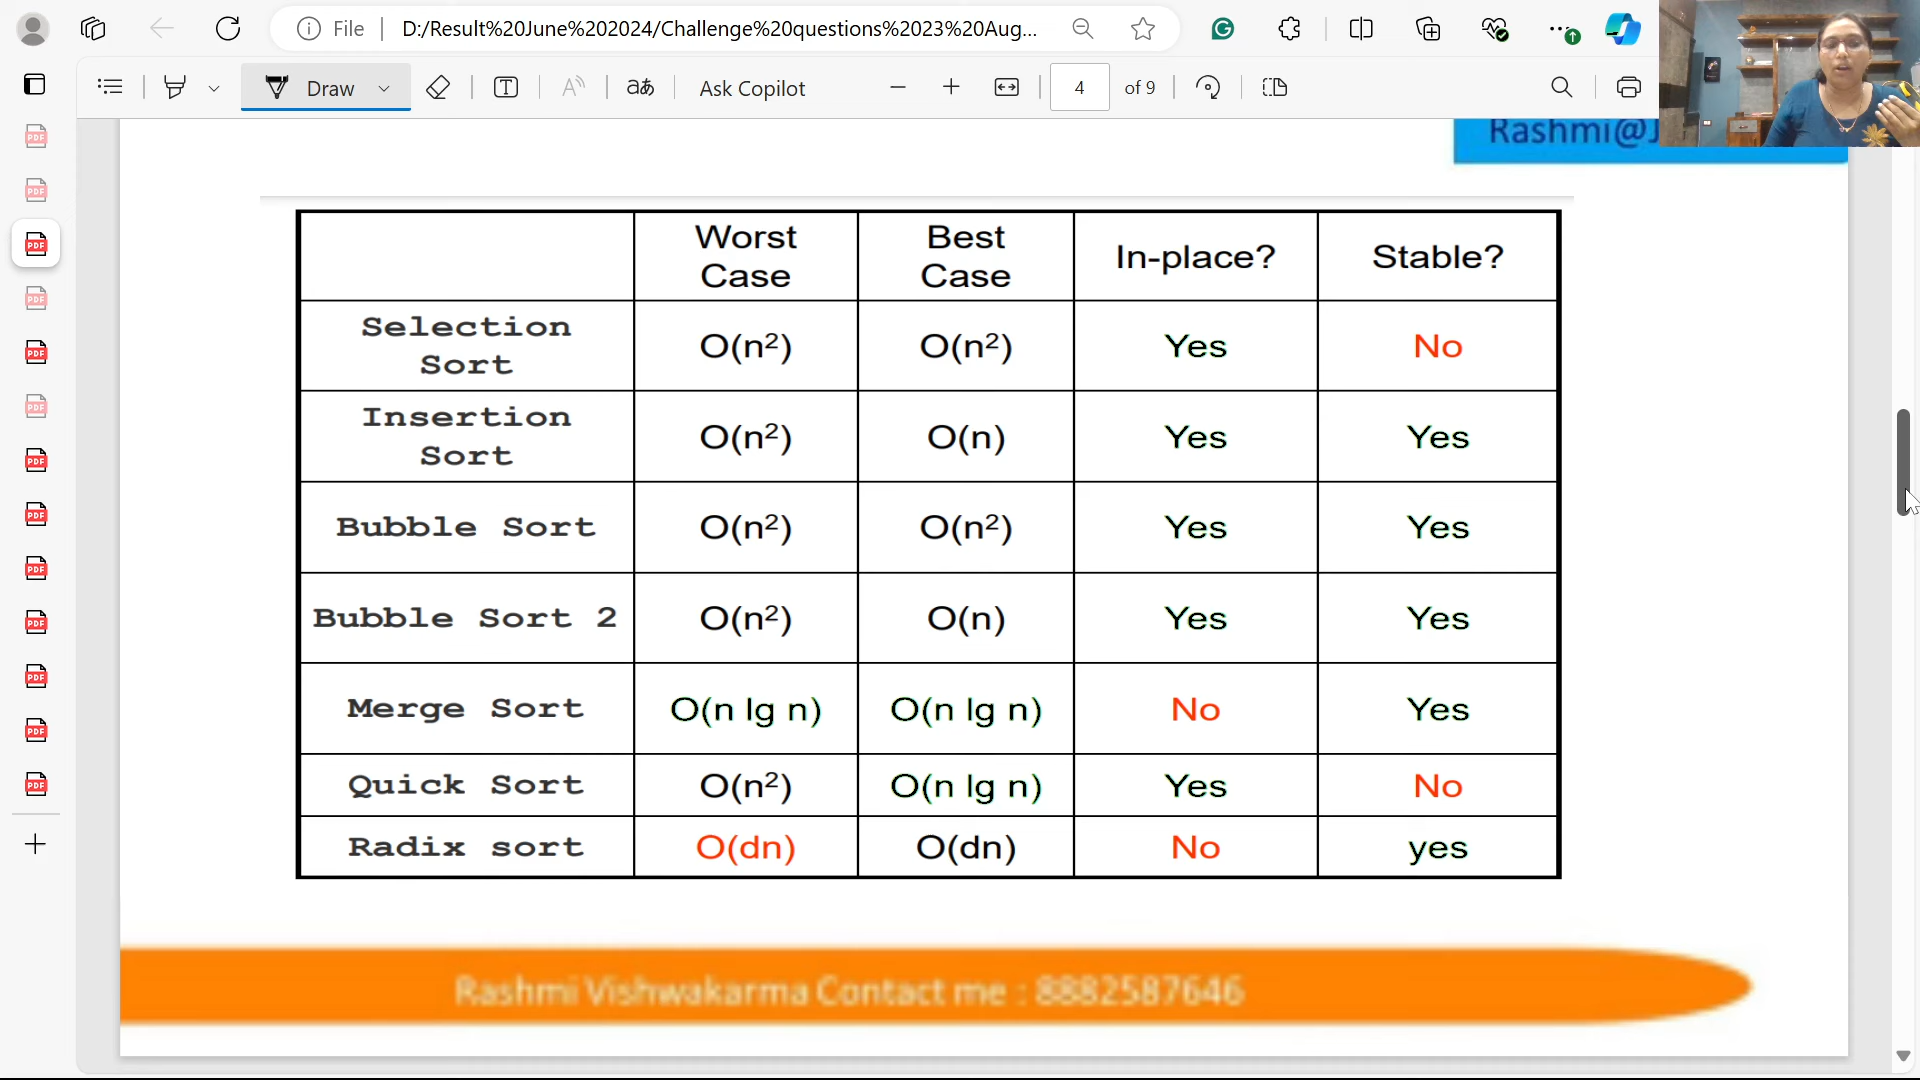 File
D:/Result%20June%202024/Challenge%20questions%2023%20Aug...
Draw
Ask Copilot
4
of 9
Rashmi@
Worst Case Best Case In-place? Stable?
Selection Sort O(n²) O(n²) Yes No
Insertion Sort O(n²) O(n) Yes Yes
Bubble Sort O(n²) O(n²) Yes Yes
Bubble Sort 2 O(n²) O(n) Yes Yes
Merge Sort O(n lg n) O(n lg n) No Yes
Quick Sort O(n²) O(n lg n) Yes No
Radix sort O(dn) O(dn) No yes
Rashmi Vishwakarma Contact me : 8882587646